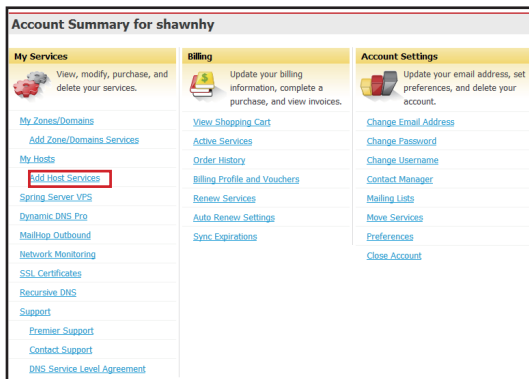 Account Summary for shawnhy
My Services
View, modify, purchase, and
delete your services.
My Zones/Domains
Add Zone/Domains Services
My Hosts
Add Host Services
Spring Server VPS
Dynamic DNS Pro
MailHop Outbound
Network Monitoring
SSL Certificates
Recursive DNS
Support
Premier Support
Contact Support
DNS Service Level Agreement
Billing
Update your billing
information, complete a
purchase, and view invoices.
View Shopping Cart
Active Services
Order History
Billing Profile and Vouchers
Renew Services
Auto Renew Settings
Sync Expirations
Account Settings
Update your email address, set
preferences, and delete your
account.
Change Email Address
Change Password
Change Username
Contact Manager
Mailing Lists
Move Services
Preferences
Close Account